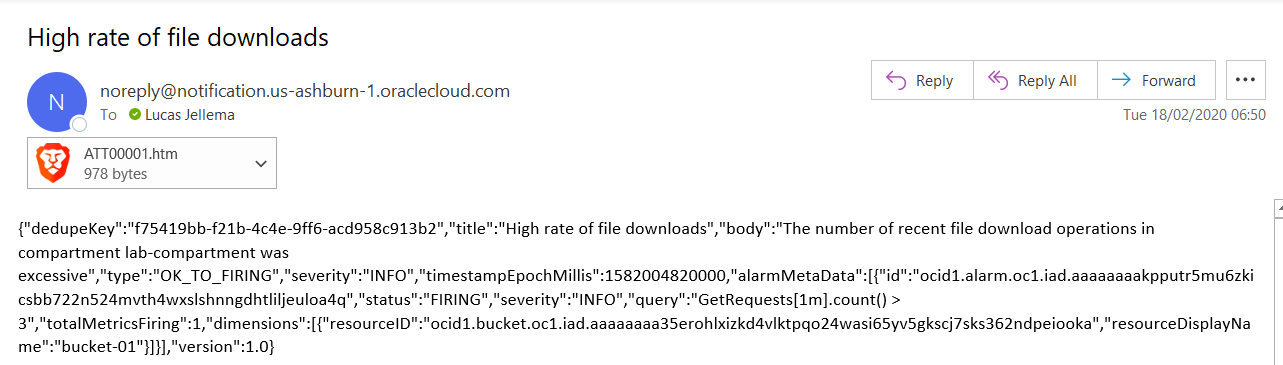 High rate of file downloads
N
noreply@notification.us-ashburn-1.oraclecloud.com
To Lucas Jellema
Reply
Reply All
Forward
Tue 18/02/2020 06:50
ATT00001.htm
978 bytes
{"dedupeKey":"f75419bb-f21b-4c4e-9ff6-acd958c913b2","title":"High rate of file downloads","body":"The number of recent file download operations in
compartment lab-compartment was
excessive","type":"OK_TO_FIRING","severity":"INFO","timestampEpochMillis":1582004820000,"alarmMetaData":[{"id":"ocid1.alarm.oc1.iad.aaaaaaaakpputr5mu6zki
csbb722n524mvth4wxslshnngdhtliljeuloa4q","status":"FIRING","severity":"INFO","query":"GetRequests[1m].count() >
3","totalMetricsFiring":1,"dimensions":[{"resourceID":"ocid1.bucket.oc1.iad.aaaaaaaa35erohlxizkd4vlktpqo24wasi65yv5gkscj7sks362ndpeiooka","resourceDisplayNa
me":"bucket-01"}]}],"version":1.0}